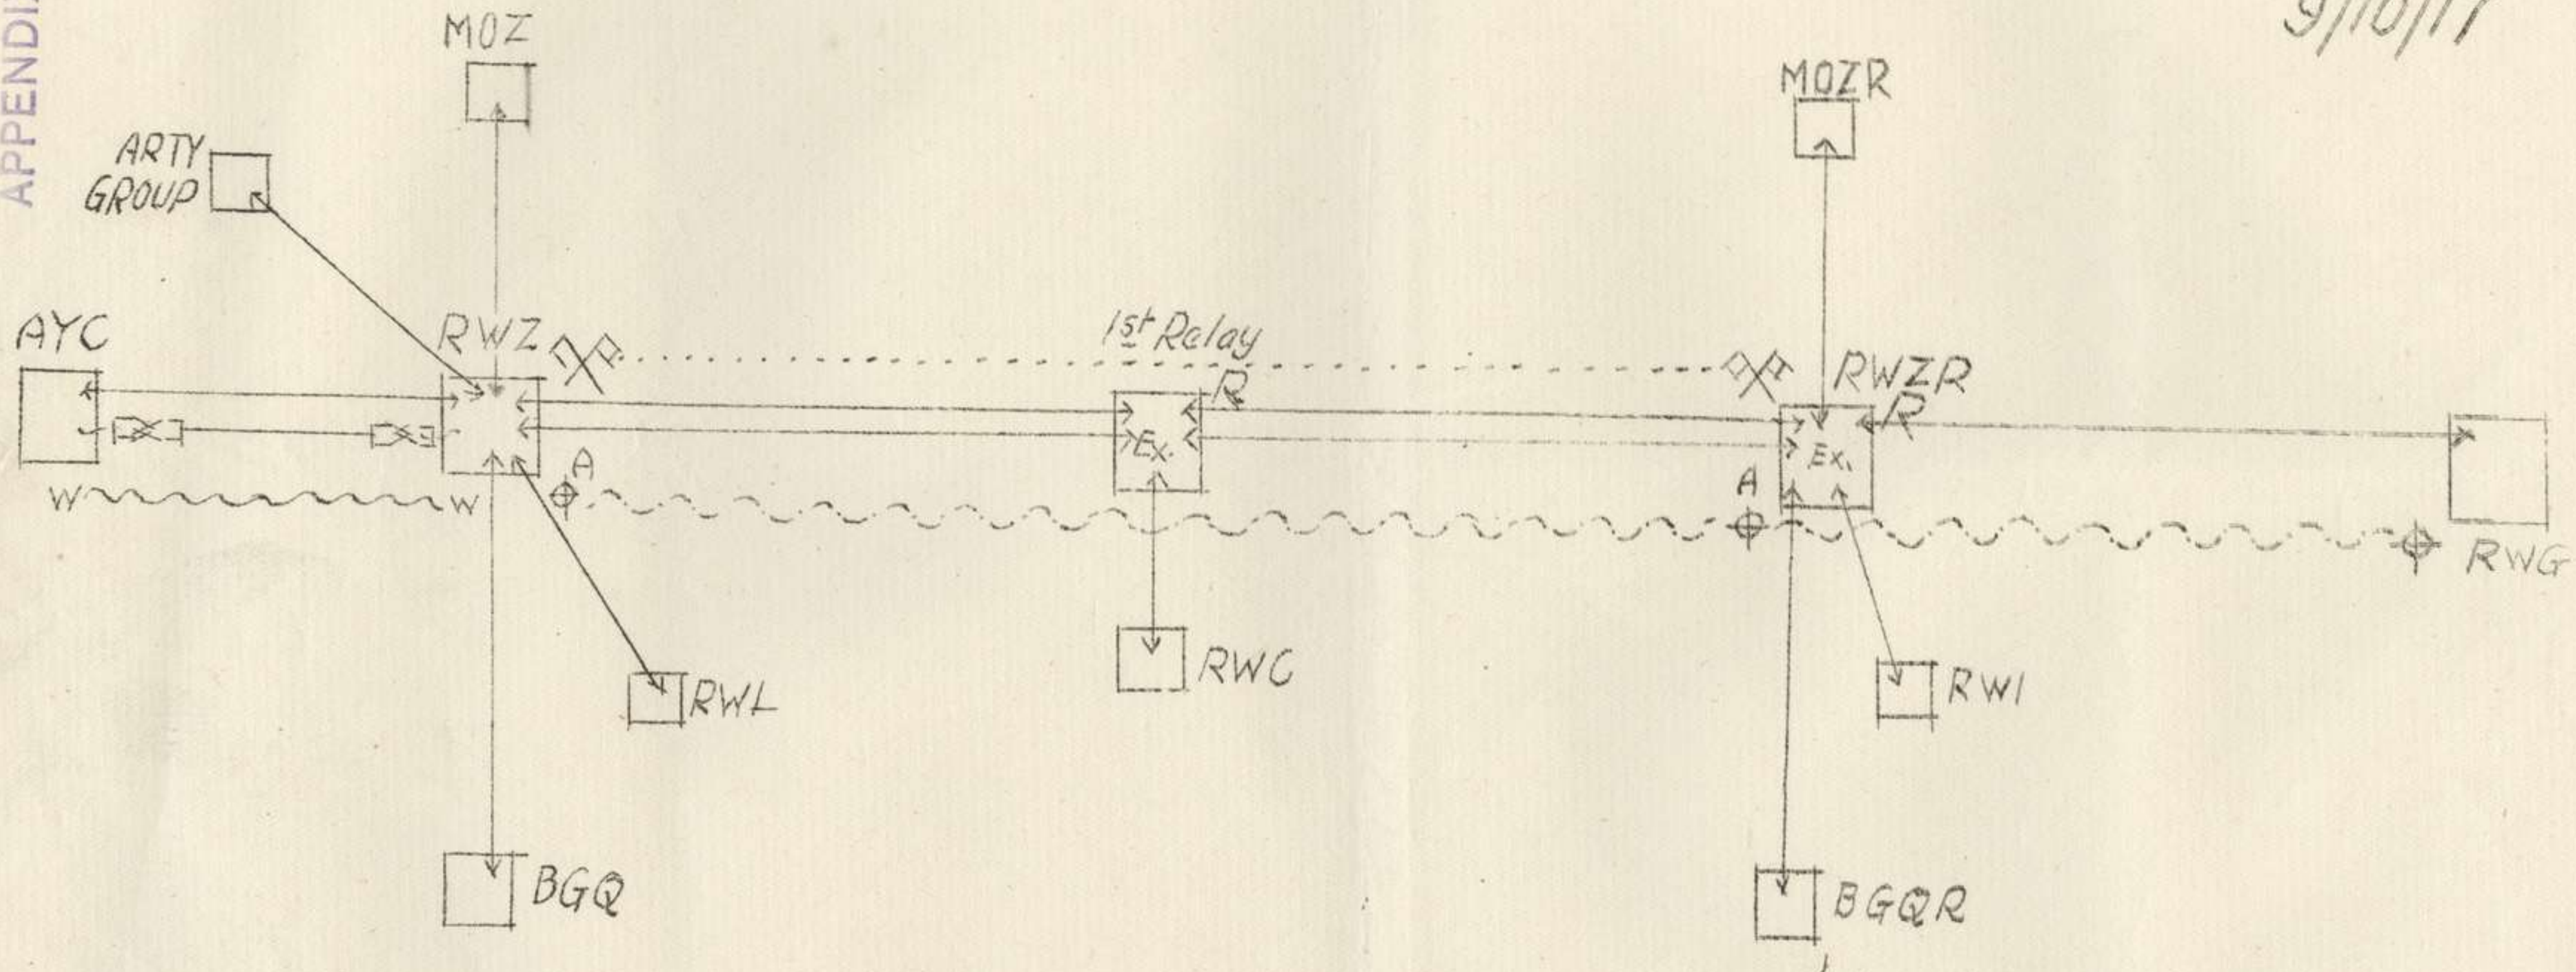 APPENDI
9/10/17
MOZ
MOZR
ARTY
GROUP
AYC
RWZ
1st Relay
R
RWZR
R
Ex.
Ex.
A
A
W
W
RWG
RWC
RWL
RWI
BGQ
BGQR